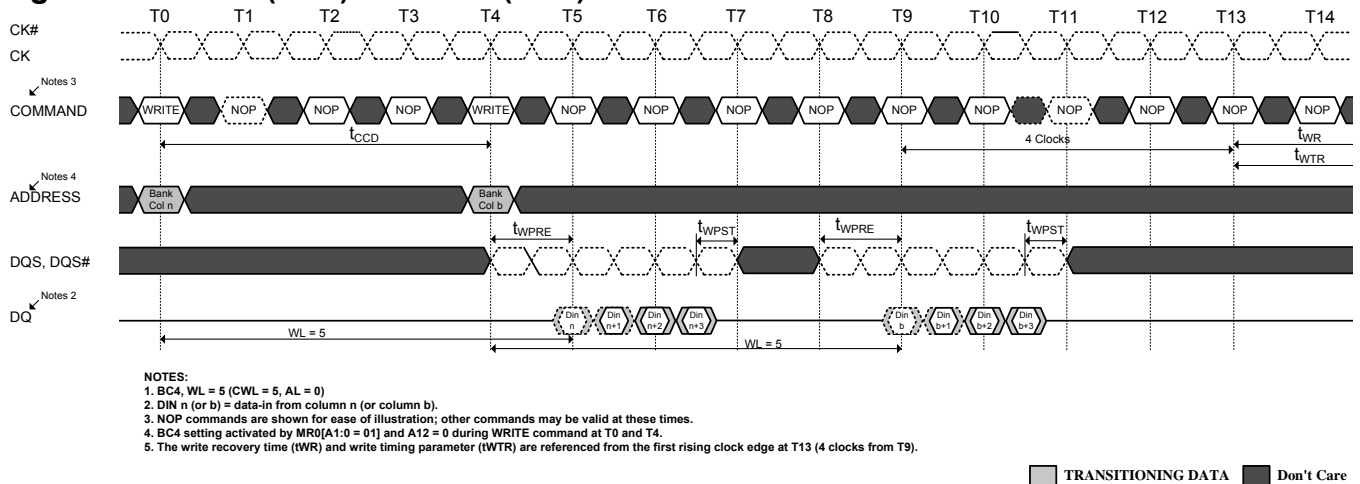 T0 T1 T2 T3 T4 T5 T6 T7 T8 T9 T10 T11 T12 T13 T14
CK#
CK
Notes 3
COMMAND
WRITE NOP NOP NOP WRITE NOP NOP NOP NOP NOP NOP NOP NOP NOP NOP
tCCD
4 Clocks
tWR
tWTR
Notes 4
ADDRESS
Bank
Col n
Bank
Col b
tWPRE
tWPST
tWPRE
tWPST
DQS, DQS#
Notes 2
DQ
Din
n
Din
n+1
Din
n+2
Din
n+3
Din
b
Din
b+1
Din
b+2
Din
b+3
WL = 5
WL = 5
NOTES:
1. BC4, WL = 5 (CWL = 5, AL = 0)
2. DIN n (or b) = data-in from column n (or column b).
3. NOP commands are shown for ease of illustration; other commands may be valid at these times.
4. BC4 setting activated by MR0[A1:0 = 01] and A12 = 0 during WRITE command at T0 and T4.
5. The write recovery time (tWR) and write timing parameter (tWTR) are referenced from the first rising clock edge at T13 (4 clocks from T9).
TRANSITIONING DATA
Don't Care